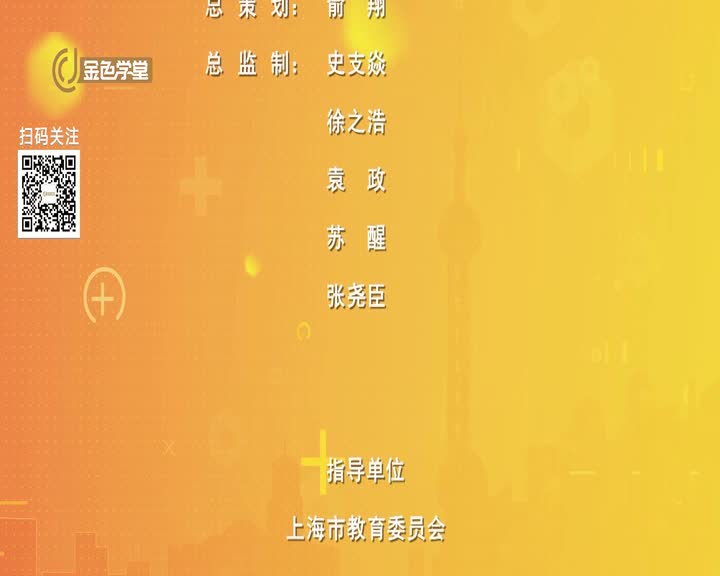 总 策 划： 俞 翔
金色学堂
总 监 制： 史支焱
徐之浩
扫码关注
袁 政
苏 醒
张尧臣
指导单位
上海市教育委员会